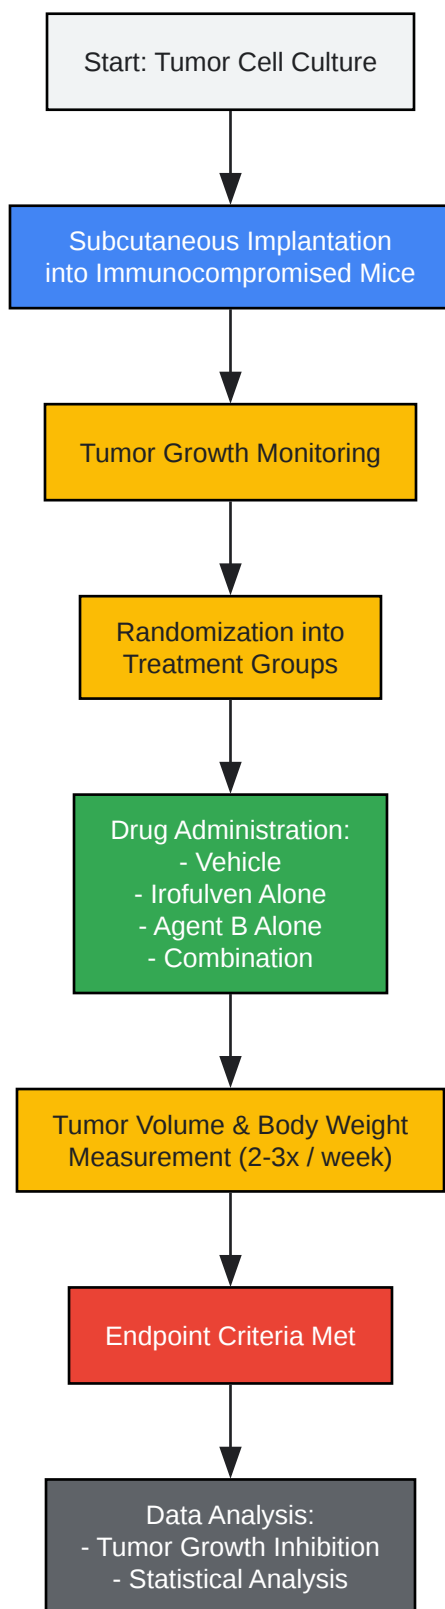 Start: Tumor Cell Culture
Subcutaneous Implantation
into Immunocompromised Mice
Tumor Growth Monitoring
Randomization into
Treatment Groups
Drug Administration:
- Vehicle
- Irofulven Alone
- Agent B Alone
- Combination
Tumor Volume & Body Weight
Measurement (2-3x / week)
Endpoint Criteria Met
Data Analysis:
- Tumor Growth Inhibition
- Statistical Analysis